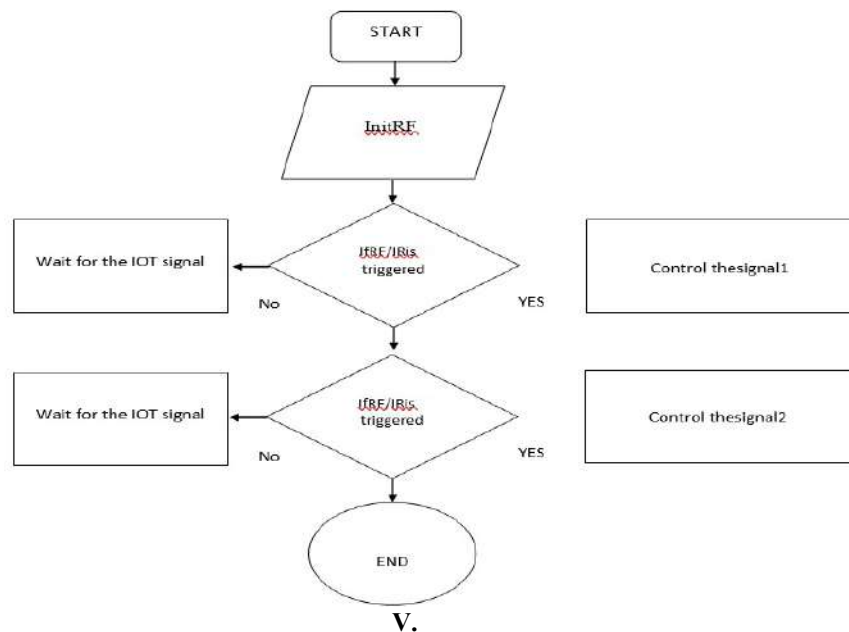 START
InitRF
IfRF/IRis
triggered
Wait for the IOT signal
No
YES
Control thesignal1
IfRF/IRis
triggered
Wait for the IOT signal
No
YES
Control thesignal2
END
V.